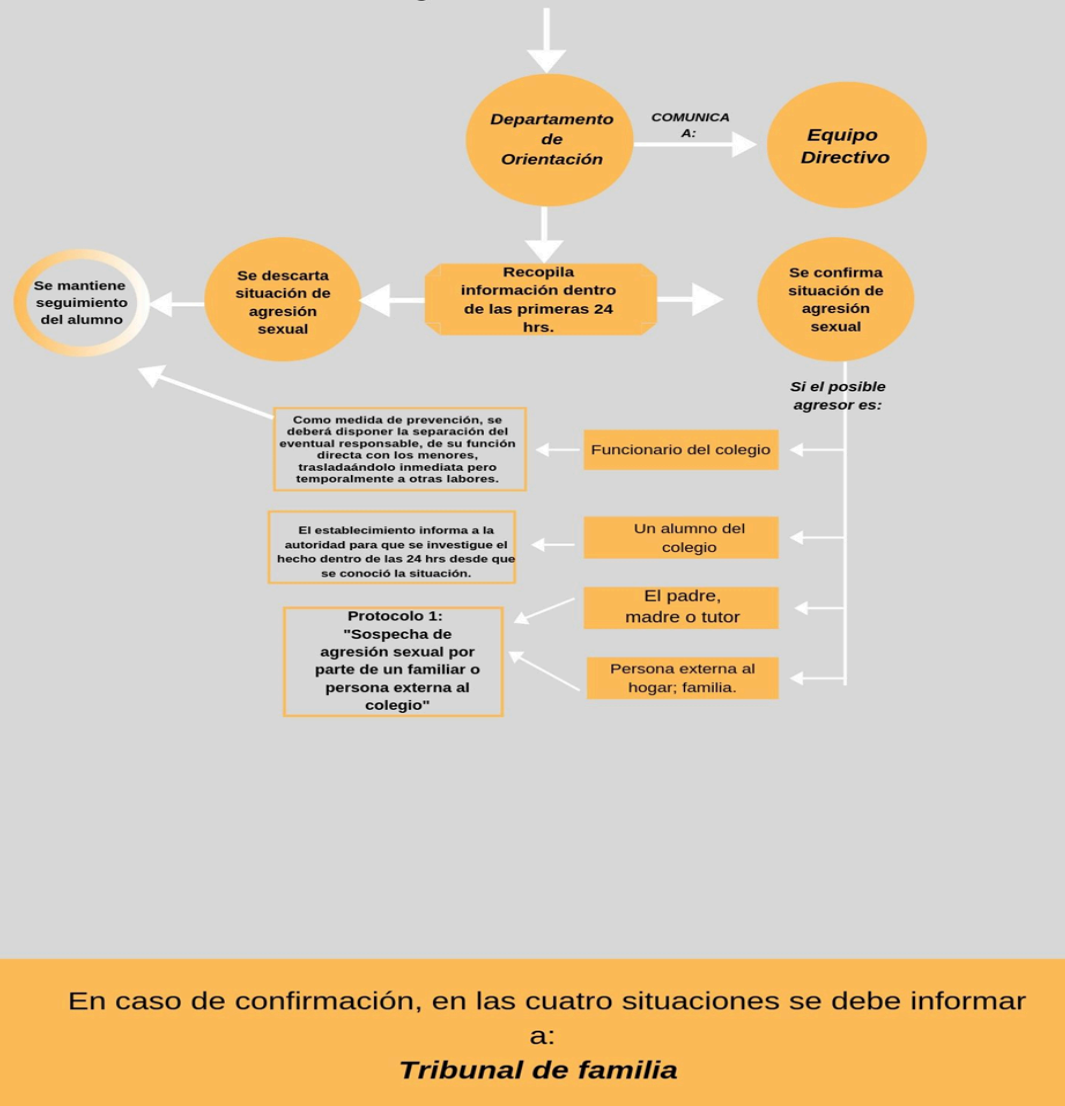 Departamento
de
Orientación
COMUNICA
A:
Equipo
Directivo
Se mantiene
seguimiento
del alumno
Se descarta
situación de
agresión
sexual
Recopila
información dentro
de las primeras 24
hrs.
Se confirma
situación de
agresión
sexual
Si el posible
agresor es:
Como medida de prevención, se
deberá disponer la separación del
eventual responsable, de su función
directa con los menores,
trasladaándolo inmediata pero
temporalmente a otras labores.
Funcionario del colegio
El establecimiento informa a la
autoridad para que se investigue el
hecho dentro de las 24 hrs desde que
se conoció la situación.
Un alumno del
colegio
El padre,
madre o tutor
Protocolo 1:
"Sospecha de
agresión sexual por
parte de un familiar o
persona externa al
colegio"
Persona externa al
hogar; familia.
En caso de confirmación, en las cuatro situaciones se debe informar
a:
Tribunal de familia